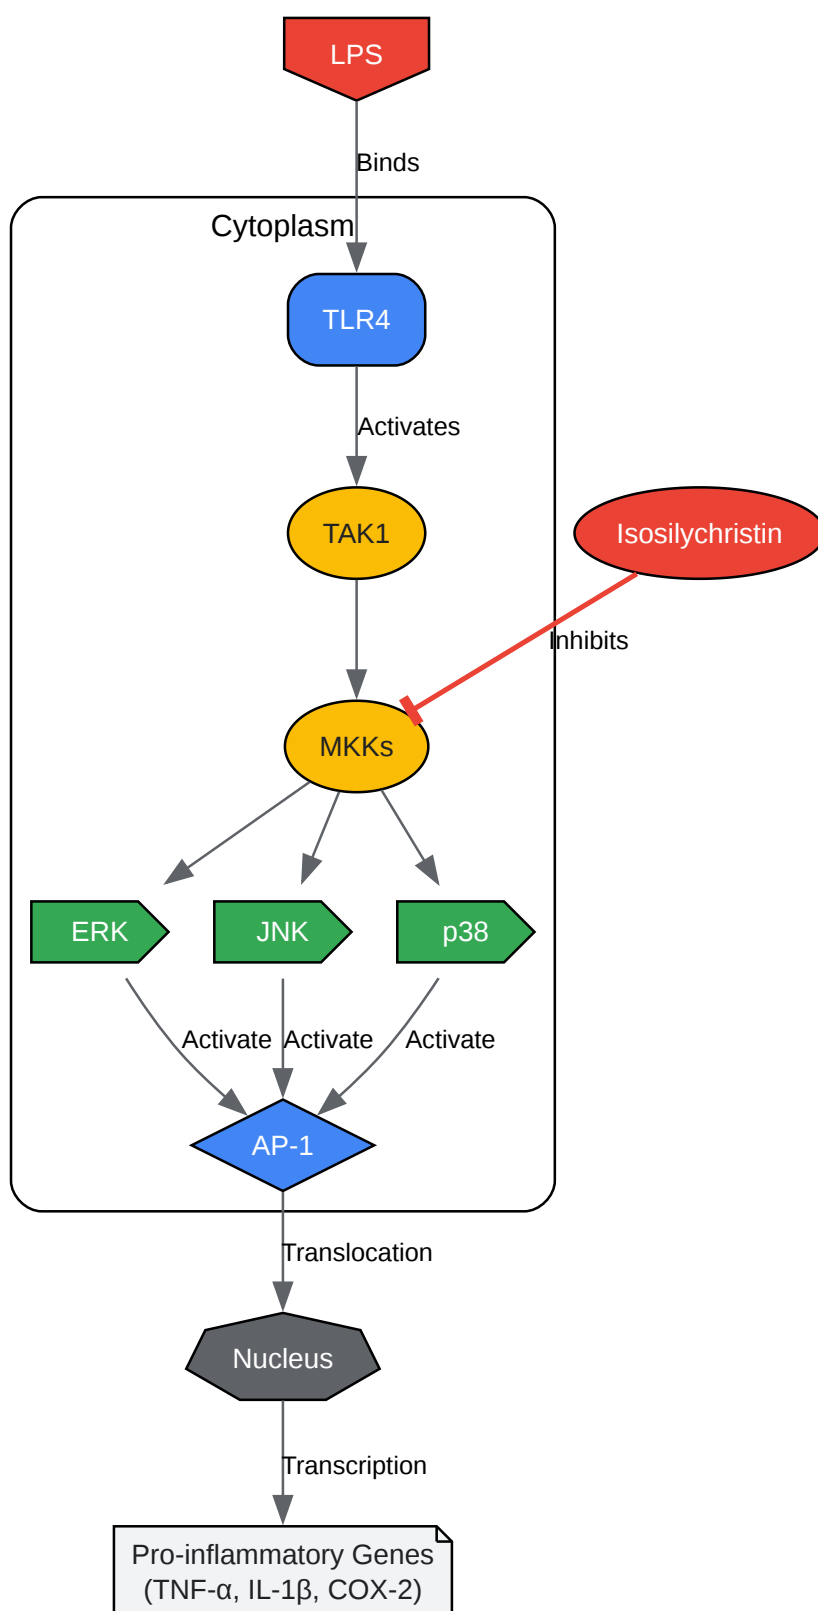 LPS
Binds
Cytoplasm
TLR4
Activates
TAK1
Isosilychristin
Inhibits
MKKs
ERK
JNK
p38
Activate
Activate
Activate
AP-1
Translocation
Nucleus
Transcription
Pro-inflammatory Genes
(TNF-α, IL-1β, COX-2)